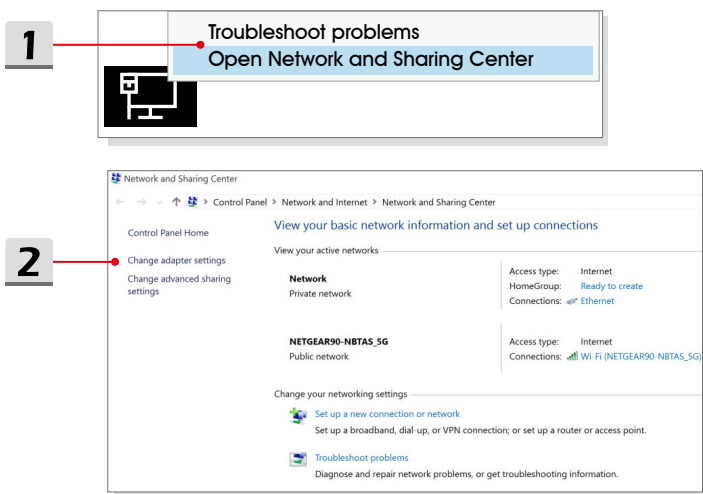 1
Troubleshoot problems
Open Network and Sharing Center
2
Network and Sharing Center
Control Panel > Network and Internet > Network and Sharing Center
Control Panel Home
Change adapter settings
Change advanced sharing
settings
View your basic network information and set up connections
View your active networks
Network
Private network
Access type: Internet
HomeGroup: Ready to create
Connections: Ethernet
NETGEAR90-NBTAS_5G
Public network
Access type: Internet
Connections: Wi-Fi (NETGEAR90-NBTAS_5G)
Change your networking settings
Set up a new connection or network
Set up a broadband, dial-up, or VPN connection; or set up a router or access point.
Troubleshoot problems
Diagnose and repair network problems, or get troubleshooting information.